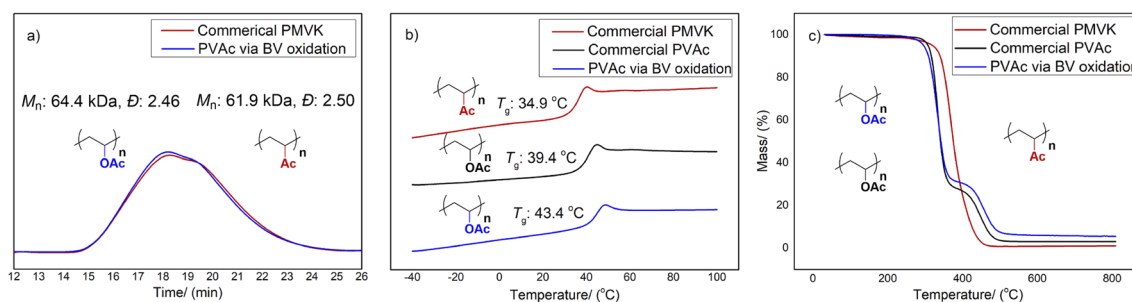 a)
Commerical PMVK
PVAc via BV oxidation
Mn: 64.4 kDa, Đ: 2.46 Mn: 61.9 kDa, Đ: 2.50
n
OAc
n
Ac
12 13 14 15 16 17 18 19 20 21 22 23 24 25 26
Time/ (min)
b)
Commercial PMVK
Commercial PVAc
PVAc via BV oxidation
n
Ac
Tg: 34.9 °C
n
OAc
Tg: 39.4 °C
n
OAc
Tg: 43.4 °C
-40 -20 0 20 40 60 80 100
Temperature/ (°C)
c)
Commercial PMVK
Commercial PVAc
PVAc via BV oxidation
100
80
60
40
20
0
Mass/ (%)
n
OAc
n
Ac
n
OAc
0 200 400 600 800
Temperature/ (°C)